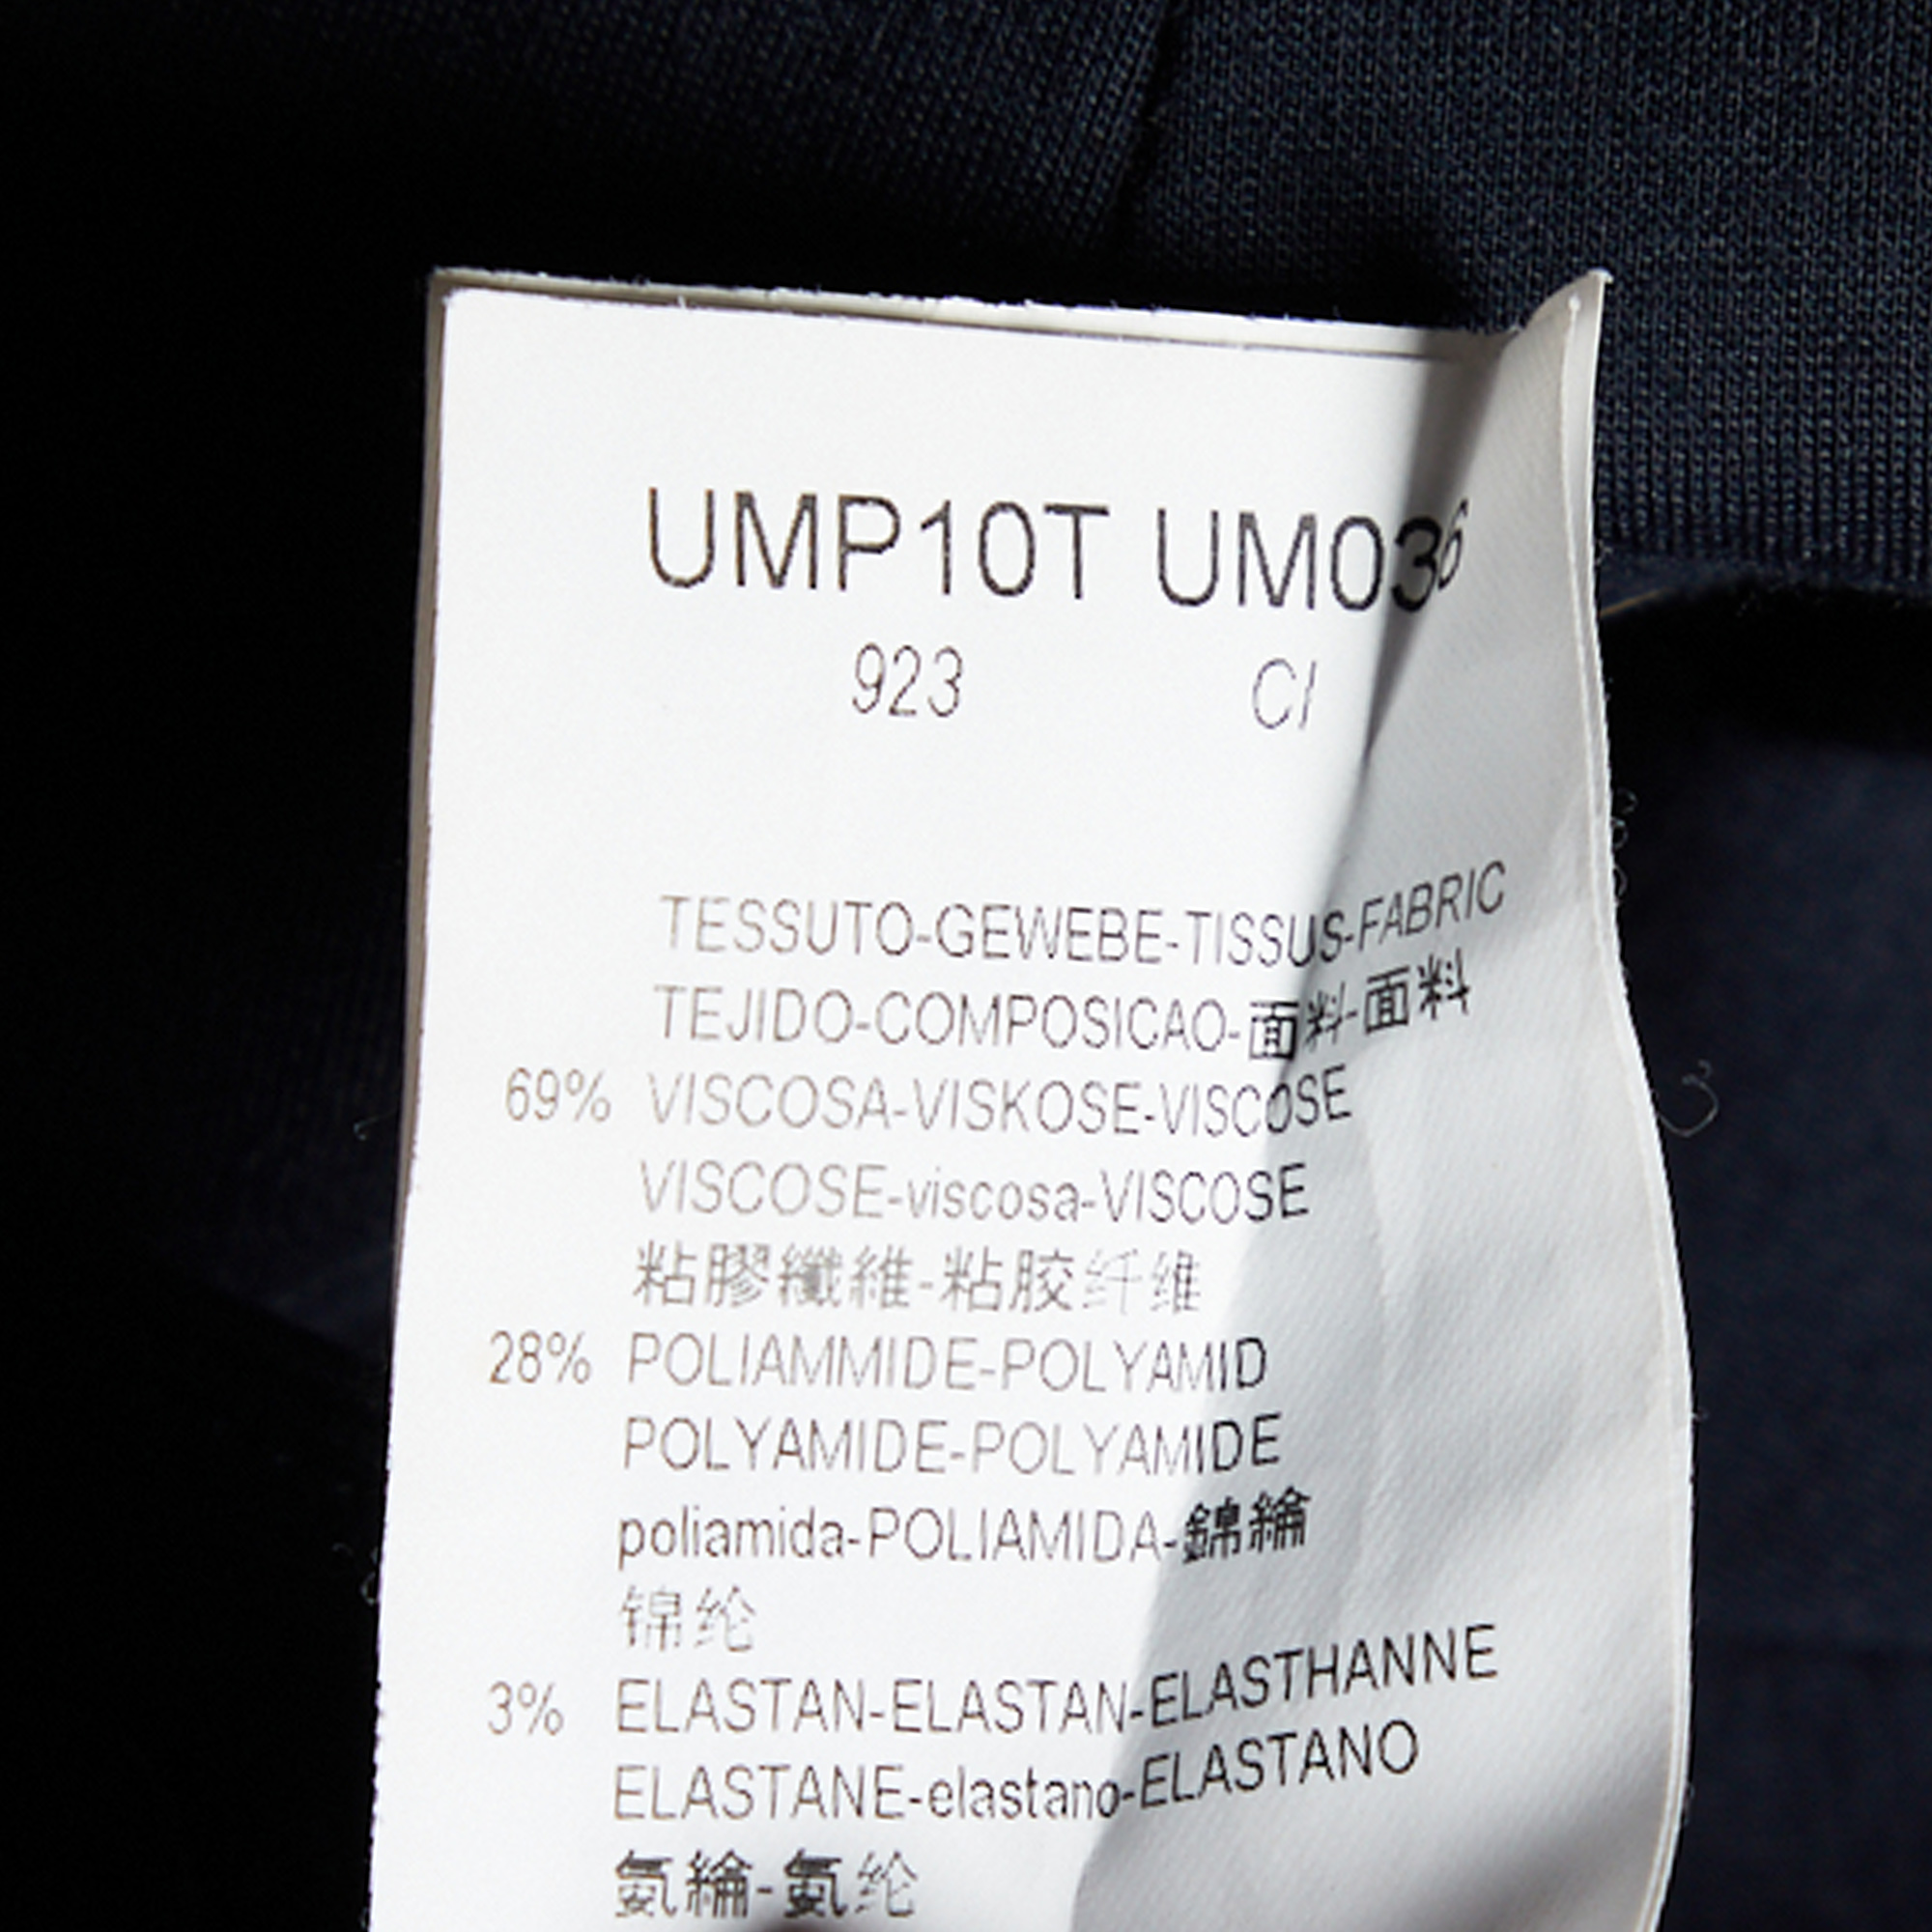 UMP10T UM036
923 CI
TESSUTO-GEWEBE-TISSUS-FABRIC
TEJIDO-COMPOSICAO-面料-面料
69% VISCOSA-VISKOSE-VISCOSE
VISCOSE-viscosa-VISCOSE
粘膠纖維-粘胶纤维
28% POLIAMMIDE-POLYAMID
POLYAMIDE-POLYAMIDE
poliamida-POLIAMIDA-錦綸
锦纶
3% ELASTAN-ELASTAN-ELASTHANNE
ELASTANE-elastano-ELASTANO
氨綸-氨纶